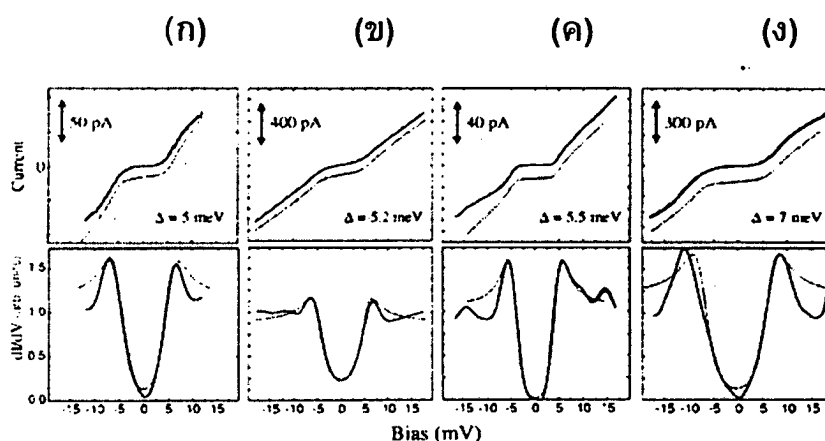 (ก) (ข) (ค) (ง)
50 pA 400 pA 40 pA 300 pA
Current
0
Δ = 5 meV Δ = 5.2 meV Δ = 5.5 meV Δ = 7 meV
dI/dV
1.5
1.0
0.5
0.0
-15 -10 -5 0 5 10 15 -15 -10 -5 0 5 10 15 -15 -10 -5 0 5 10 15 -15 -10 -5 0 5 10 15
Bias (mV)